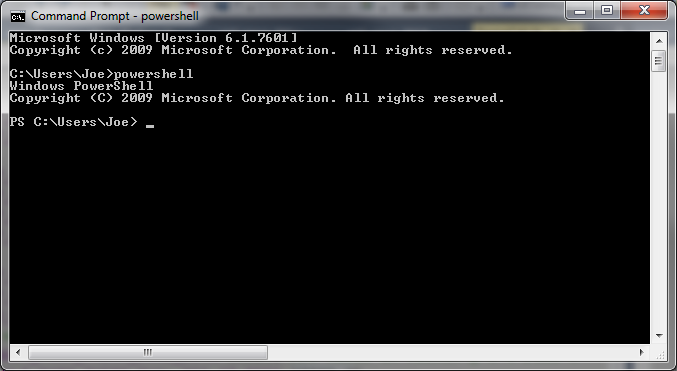 Command Prompt - powershell
Microsoft Windows [Version 6.1.7601]
Copyright (c) 2009 Microsoft Corporation.  All rights reserved.
C:\Users\Joe>powershell
Windows PowerShell
Copyright (C) 2009 Microsoft Corporation. All rights reserved.
PS C:\Users\Joe> _